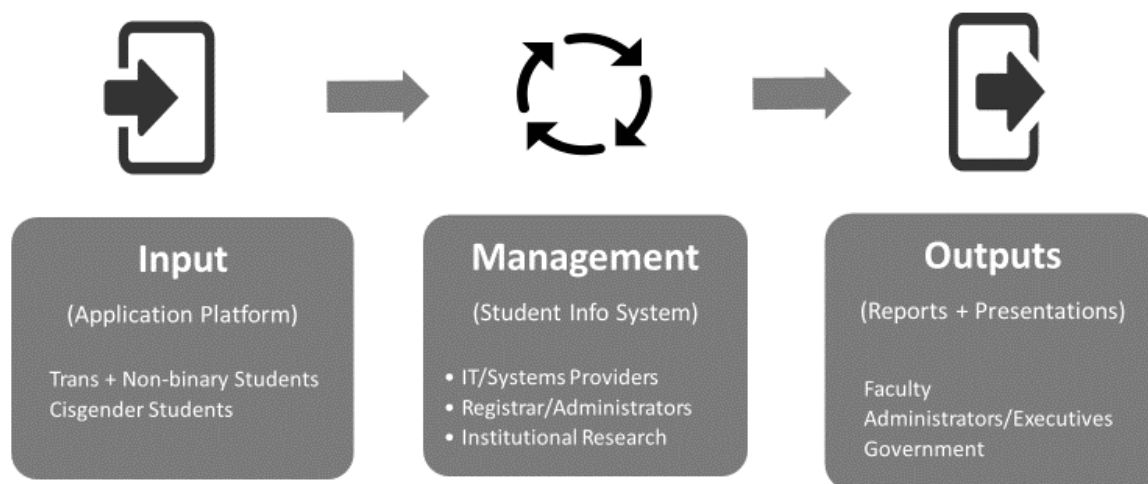 Input
(Application Platform)
Trans + Non-binary Students
Cisgender Students
Management
(Student Info System)
• IT/Systems Providers
• Registrar/Administrators
• Institutional Research
Outputs
(Reports + Presentations)
Faculty
Administrators/Executives
Government